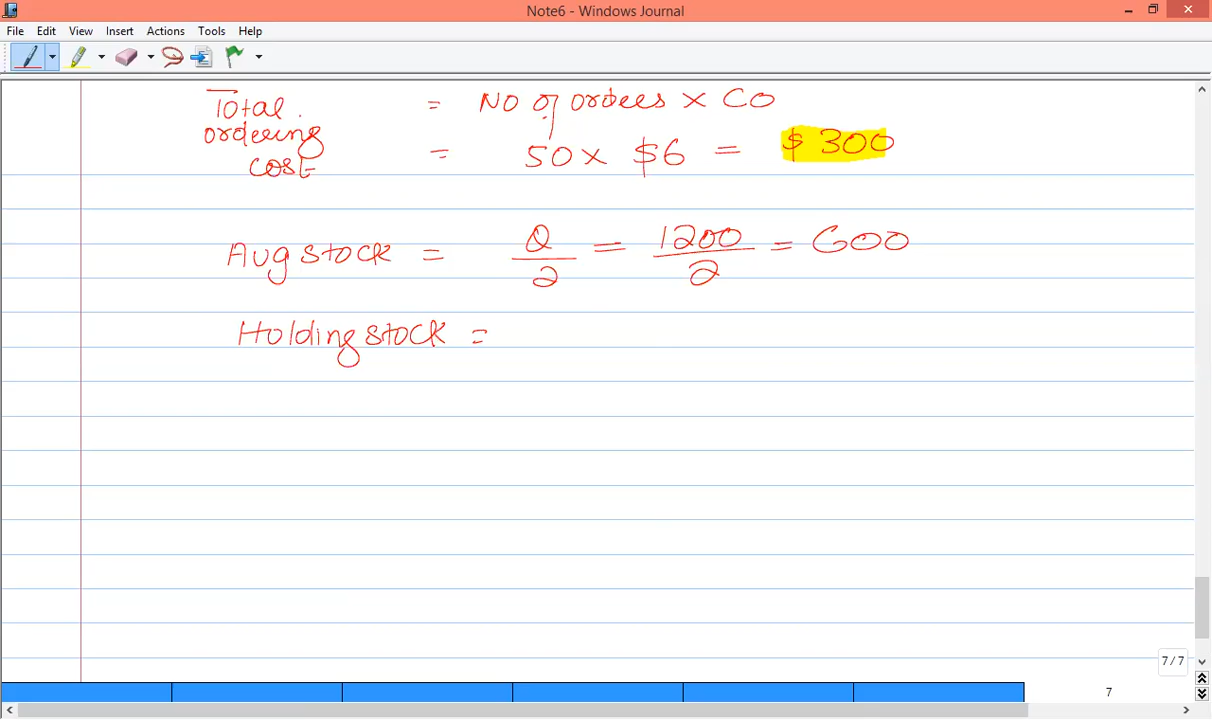 Note6 - Windows Journal
File Edit View Insert Actions Tools Help
Total = No of orders × CO
ordering
cost = 50 × $6 = $ 300
Avg stock = Q/2 = 1200/2 = 600
Holding stock =
7 / 7
7